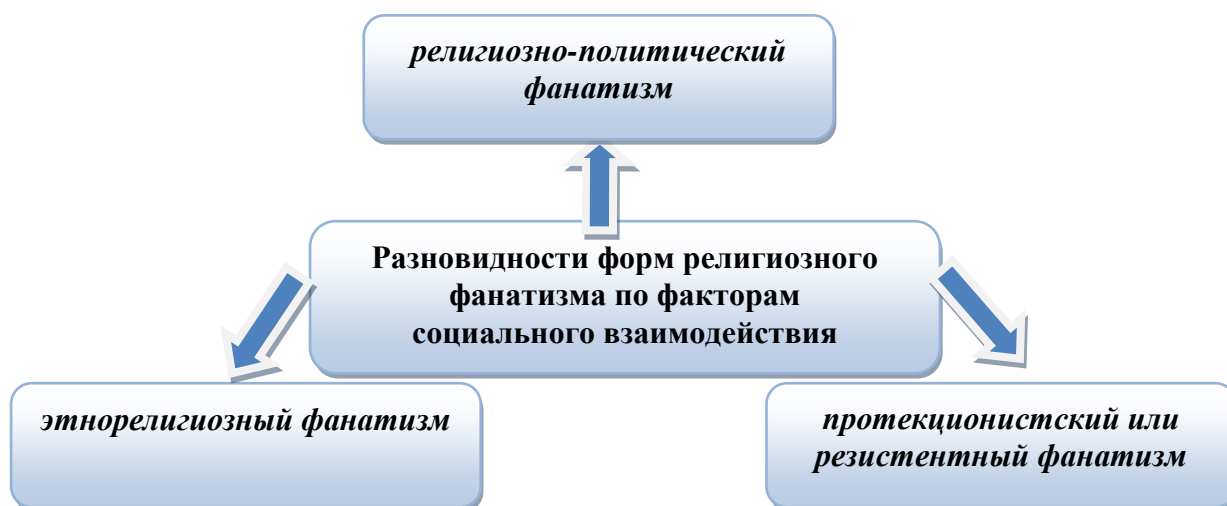 религиозно-политический
фанатизм
Разновидности форм религиозного
фанатизма по факторам
социального взаимодействия
этнорелигиозный фанатизм
протекционистский или
резистентный фанатизм